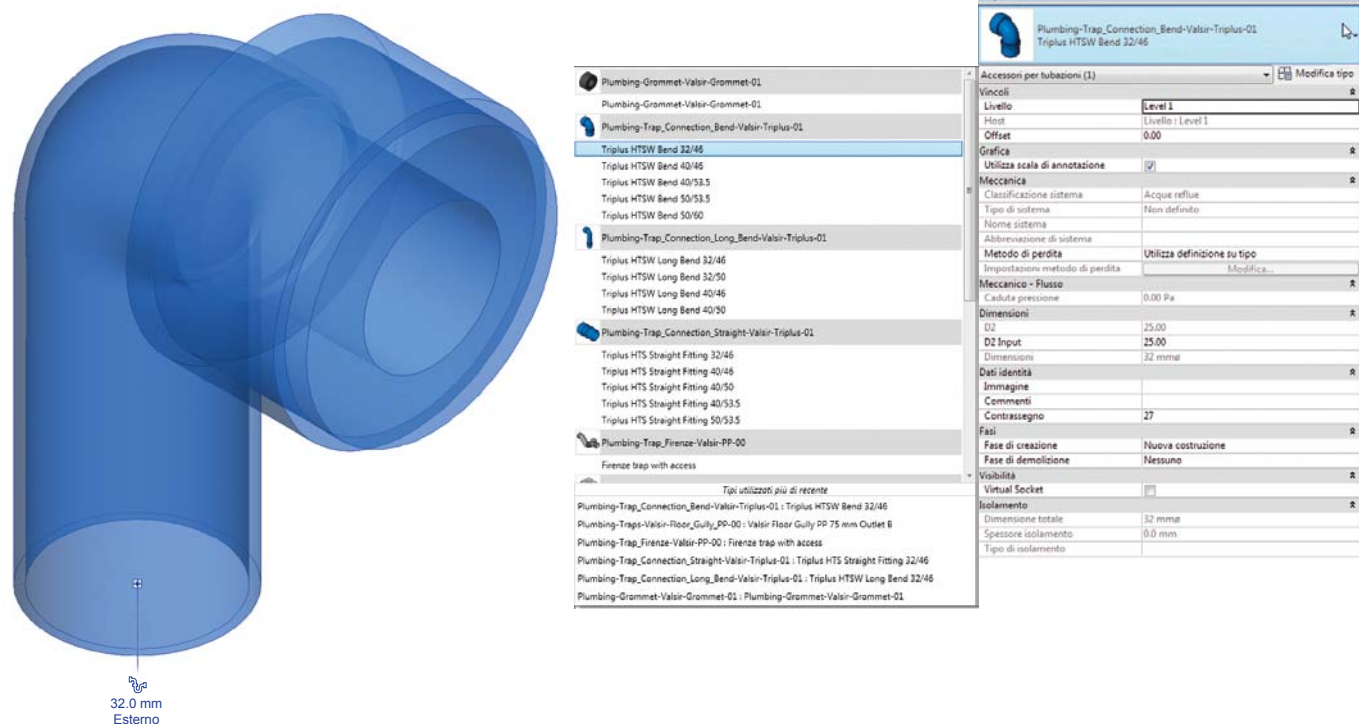 32.0 mm
Esterno
Plumbing-Grommet-Valsir-Grommet-01
Plumbing-Grommet-Valsir-Grommet-01
Plumbing-Trap_Connection_Bend-Valsir-Triplus-01
Triplus HTSW Bend 32/46
Triplus HTSW Bend 40/46
Triplus HTSW Bend 40/53.5
Triplus HTSW Bend 50/53.5
Triplus HTSW Bend 50/60
Plumbing-Trap_Connection_Long_Bend-Valsir-Triplus-01
Triplus HTSW Long Bend 32/46
Triplus HTSW Long Bend 32/50
Triplus HTSW Long Bend 40/46
Triplus HTSW Long Bend 40/50
Plumbing-Trap_Connection_Straight-Valsir-Triplus-01
Triplus HTS Straight Fitting 32/46
Triplus HTS Straight Fitting 40/46
Triplus HTS Straight Fitting 40/50
Triplus HTS Straight Fitting 40/53.5
Triplus HTS Straight Fitting 50/53.5
Plumbing-Trap_Firenze-Valsir-PP-00
Firenze trap with access
Tipi utilizzati più di recente
Plumbing-Trap_Connection_Bend-Valsir-Triplus-01 : Triplus HTSW Bend 32/46
Plumbing-Traps-Valsir-Floor_Gully_PP-00 : Valsir Floor Gully PP 75 mm Outlet B
Plumbing-Trap_Firenze-Valsir-PP-00 : Firenze trap with access
Plumbing-Trap_Connection_Straight-Valsir-Triplus-01 : Triplus HTS Straight Fitting 32/46
Plumbing-Trap_Connection_Long_Bend-Valsir-Triplus-01 : Triplus HTSW Long Bend 32/46
Plumbing-Grommet-Valsir-Grommet-01 : Plumbing-Grommet-Valsir-Grommet-01
Plumbing-Trap_Connection_Bend-Valsir-Triplus-01
Triplus HTSW Bend 32/46
Accessori per tubazioni (1) Modifica tipo
Vincoli
Livello Level 1
Host Livello : Level 1
Offset 0.00
Grafica
Utilizza scala di annotazione
Meccanica
Classificazione sistema Acque reflue
Tipo di sistema Non definito
Nome sistema
Abbreviazione di sistema
Metodo di perdita Utilizza definizione su tipo
Impostazioni metodo di perdita Modifica...
Meccanico - Flusso
Caduta pressione 0.00 Pa
Dimensioni
D2 25.00
D2 Input 25.00
Dimensioni 32 mmø
Dati identità
Immagine
Commenti
Contrassegno 27
Fasi
Fase di creazione Nuova costruzione
Fase di demolizione Nessuno
Visibilità
Virtual Socket
Isolamento
Dimensione totale 32 mmø
Spessore isolamento 0.0 mm
Tipo di isolamento